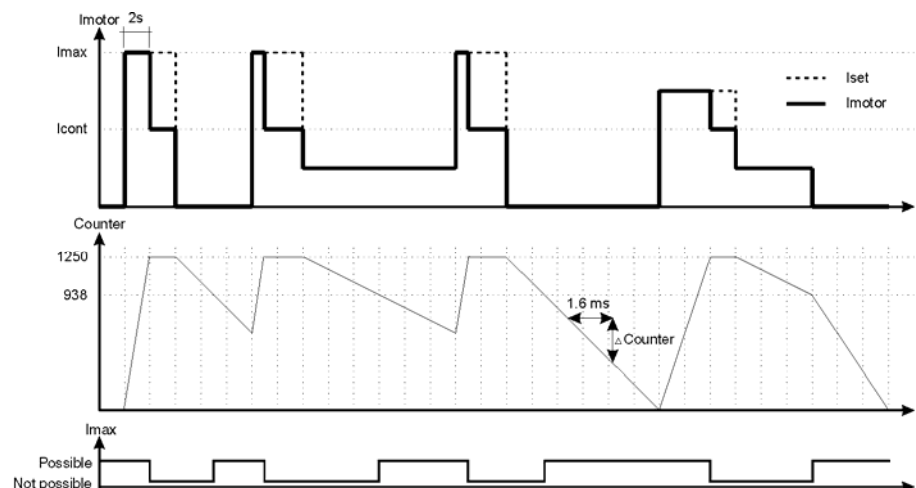 Imotor
2s
Imax
Icont
Iset
Imotor
Counter
1250
938
1.6 ms
△ Counter
Imax
Possible
Not possible